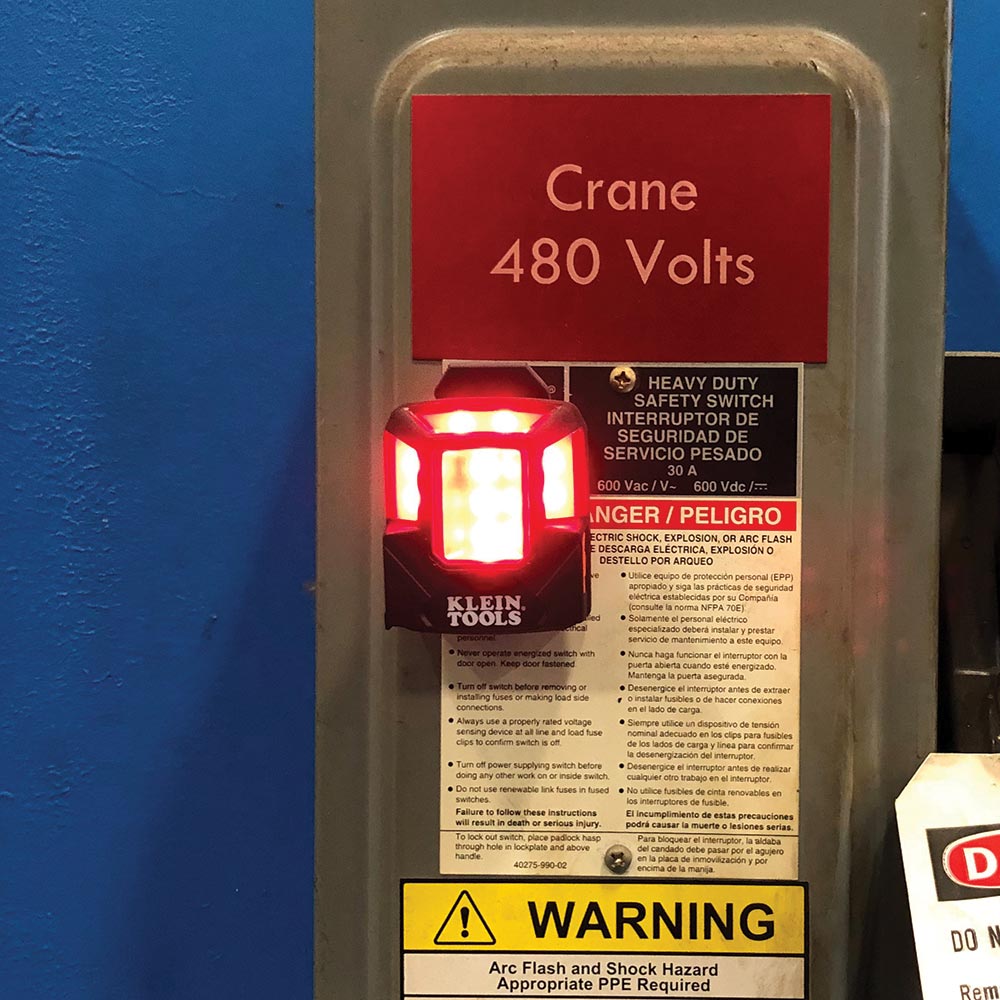 Crane
480 Volts
®
HEAVY DUTY
SAFETY SWITCH
INTERRUPTOR DE
SEGURIDAD DE
SERVICIO PESADO
30 A
600 Vac / V~ 600 Vdc / ⎓
ANGER / PELIGRO
ECTRIC SHOCK, EXPLOSION, OR ARC FLASH
E DESCARGA ELÉCTRICA, EXPLOSIÓN O
DESTELLO POR ARQUEO
KLEIN
TOOLS®
personnel.
• Never operate energized switch with
door open. Keep door fastened.
• Turn off switch before removing or
installing fuses or making load side
connections.
• Always use a properly rated voltage
sensing device at all line and load fuse
clips to confirm switch is off.
• Turn off power supplying switch before
doing any other work on or inside switch.
• Do not use renewable link fuses in fused
switches.
Failure to follow these instructions
will result in death or serious injury.
• Utilice equipo de protección personal (EPP)
apropiado y siga las prácticas de seguridad
eléctrica establecidas por su Compañía
(consulte la norma NFPA 70E).
• Solamente el personal eléctrico
especializado deberá instalar y prestar
servicio de mantenimiento a este equipo.
• Nunca haga funcionar el interruptor con la
puerta abierta cuando esté energizado.
Mantenga la puerta asegurada.
• Desenergice el interruptor antes de extraer
o instalar fusibles o de hacer conexiones
en el lado de carga.
• Siempre utilice un dispositivo de tensión
nominal adecuado en los clips para fusibles
de los lados de carga y línea para confirmar
la desenergización del interruptor.
• Desenergice el interruptor antes de realizar
cualquier otro trabajo en el interruptor.
• No utilice fusibles de cinta renovables en
los interruptores de fusible.
El incumplimiento de estas precauciones
podrá causar la muerte o lesiones serias.
To lock out switch, place padlock hasp
through hole in lockplate and above
handle.
40275-990-02
Para bloquear el interruptor, la aldaba
del candado debe pasar por el agujero
en la placa de inmovilización y por
encima de la manija.
WARNING
Arc Flash and Shock Hazard
Appropriate PPE Required
D
DO N
Rem